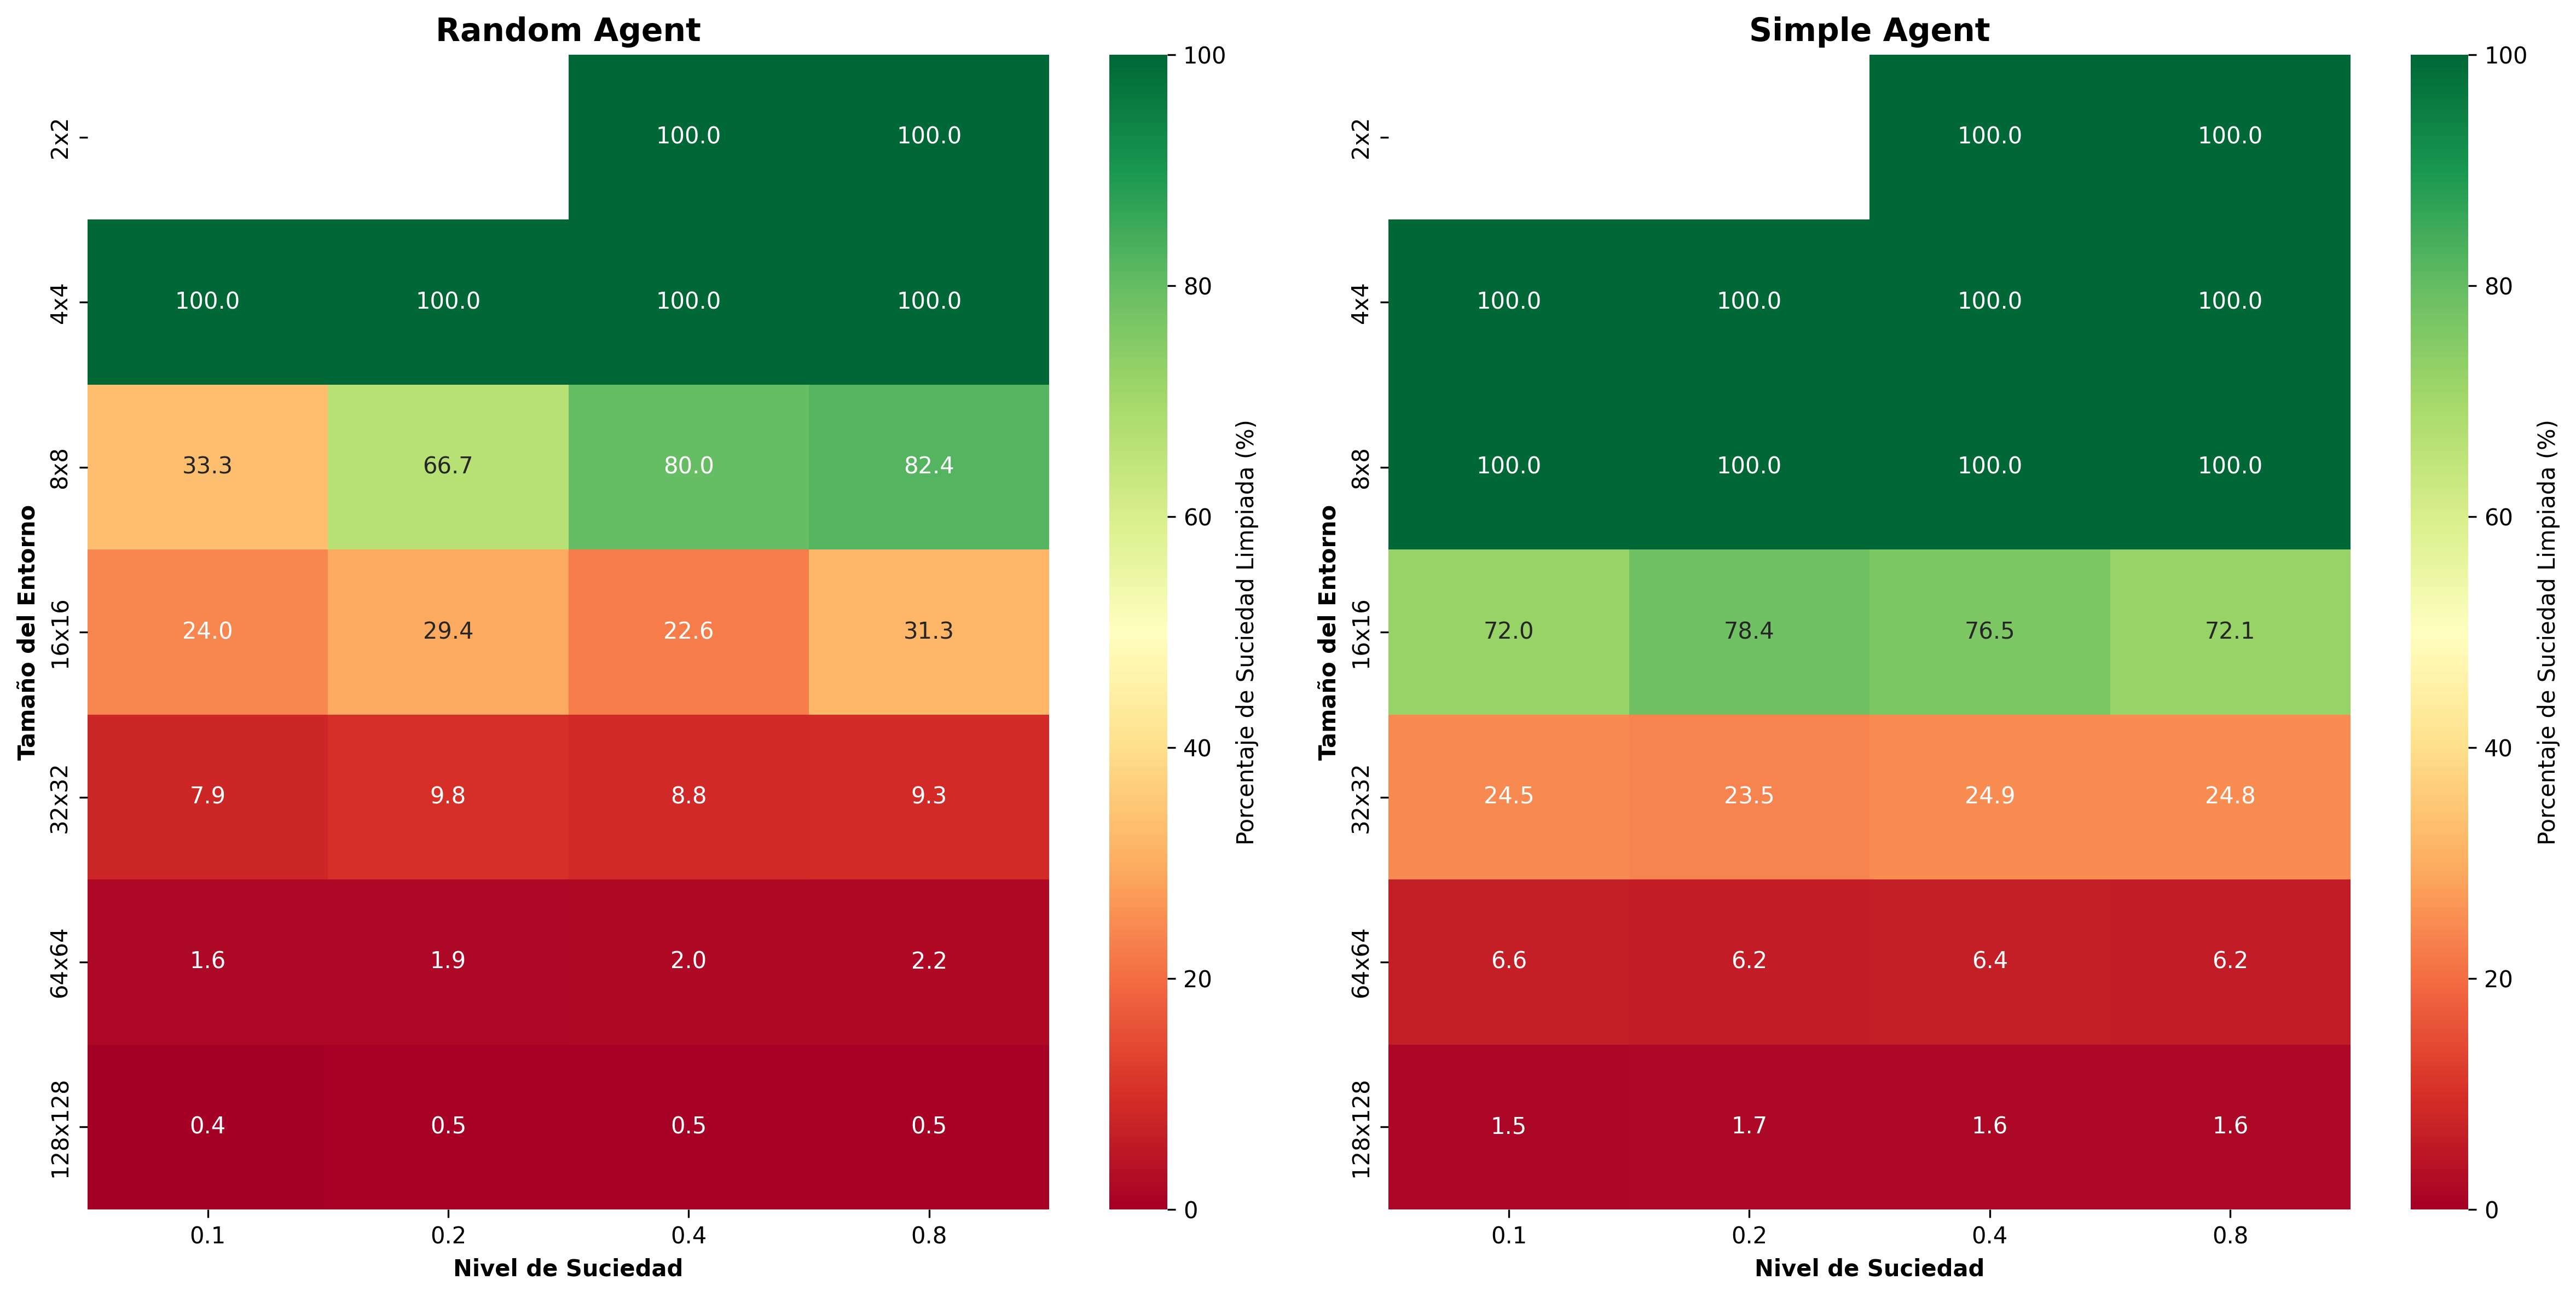 Random Agent
Tamaño del Entorno
2x2
100.0 100.0
4x4
100.0 100.0 100.0 100.0
8x8
33.3 66.7 80.0 82.4
16x16
24.0 29.4 22.6 31.3
32x32
7.9 9.8 8.8 9.3
64x64
1.6 1.9 2.0 2.2
128x128
0.4 0.5 0.5 0.5
0.1 0.2 0.4 0.8
Nivel de Suciedad
100
80
60
40
20
0
Porcentaje de Suciedad Limpiada (%)
Simple Agent
Tamaño del Entorno
2x2
100.0 100.0
4x4
100.0 100.0 100.0 100.0
8x8
100.0 100.0 100.0 100.0
16x16
72.0 78.4 76.5 72.1
32x32
24.5 23.5 24.9 24.8
64x64
6.6 6.2 6.4 6.2
128x128
1.5 1.7 1.6 1.6
0.1 0.2 0.4 0.8
Nivel de Suciedad
100
80
60
40
20
0
Porcentaje de Suciedad Limpiada (%)